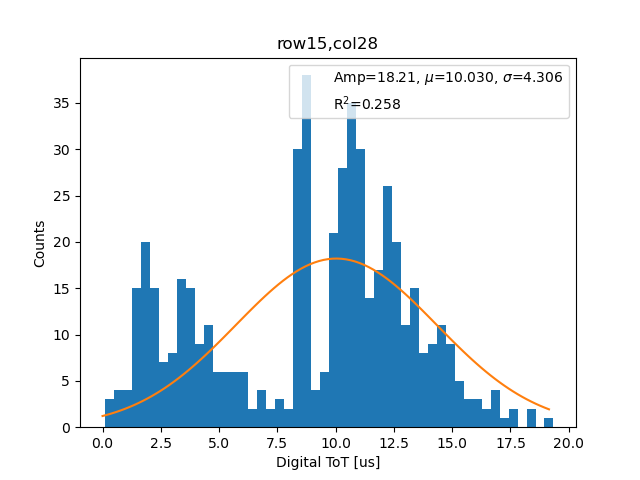 row15,col28
Amp=18.21, μ=10.030, σ=4.306
R²=0.258
35
30
25
20
15
10
5
0
Counts
0.0 2.5 5.0 7.5 10.0 12.5 15.0 17.5 20.0
Digital ToT [us]